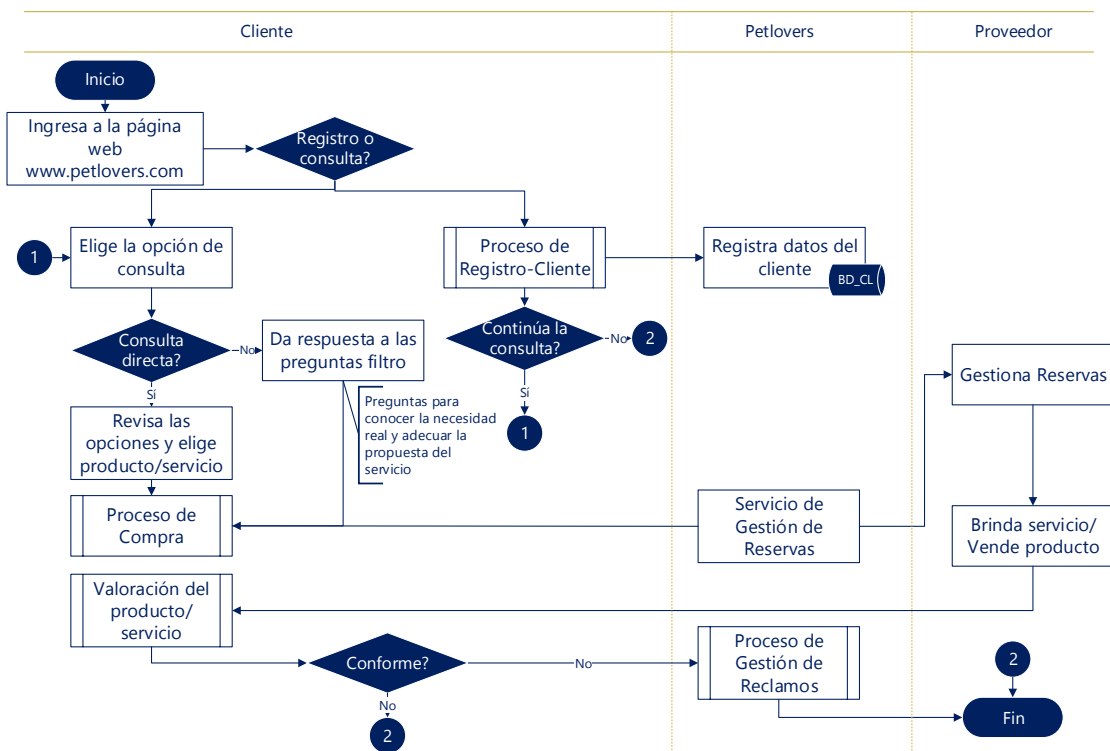 Cliente
Petlovers
Proveedor
Inicio
Ingresa a la página
web
www.petlovers.com
Registro o
consulta?
1
Elige la opción de
consulta
Proceso de
Registro-Cliente
Registra datos del
cliente
BD_CL
Consulta
directa?
No
Da respuesta a las
preguntas filtro
Continúa la
consulta?
No
2
Gestiona Reservas
Sí
Sí
Preguntas para
conocer la necesidad
real y adecuar la
propuesta del
servicio
1
Revisa las
opciones y elige
producto/servicio
Proceso de
Compra
Servicio de
Gestión de
Reservas
Brinda servicio/
Vende producto
Valoración del
producto/
servicio
Conforme?
No
Proceso de
Gestión de
Reclamos
2
No
2
Fin